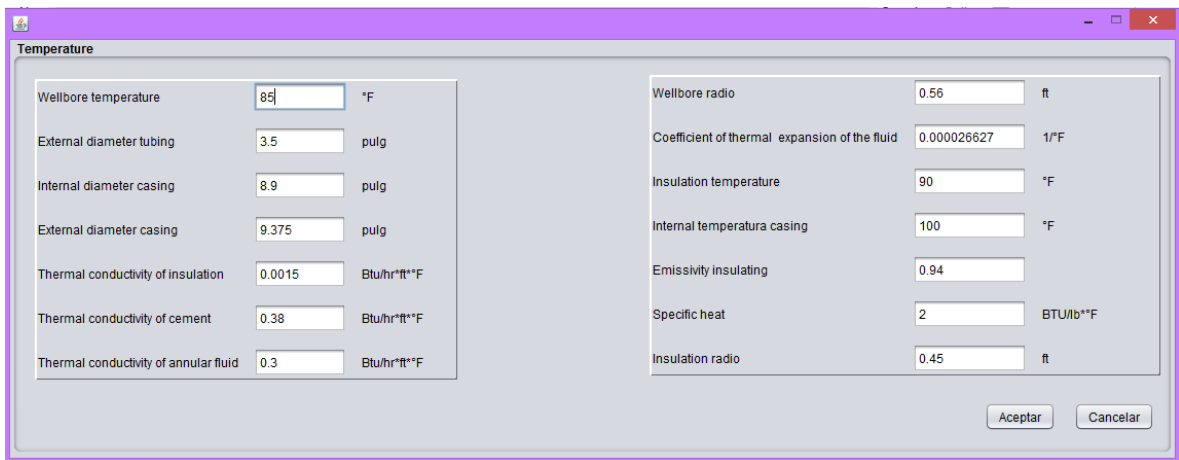 Temperature
Wellbore temperature 85 °F
External diameter tubing 3.5 pulg
Internal diameter casing 8.9 pulg
External diameter casing 9.375 pulg
Thermal conductivity of insulation 0.0015 Btu/hr*ft*°F
Thermal conductivity of cement 0.38 Btu/hr*ft*°F
Thermal conductivity of annular fluid 0.3 Btu/hr*ft*°F
Wellbore radio 0.56 ft
Coefficient of thermal expansion of the fluid 0.000026627 1/°F
Insulation temperature 90 °F
Internal temperatura casing 100 °F
Emissivity insulating 0.94
Specific heat 2 BTU/lb*°F
Insulation radio 0.45 ft
Aceptar Cancelar